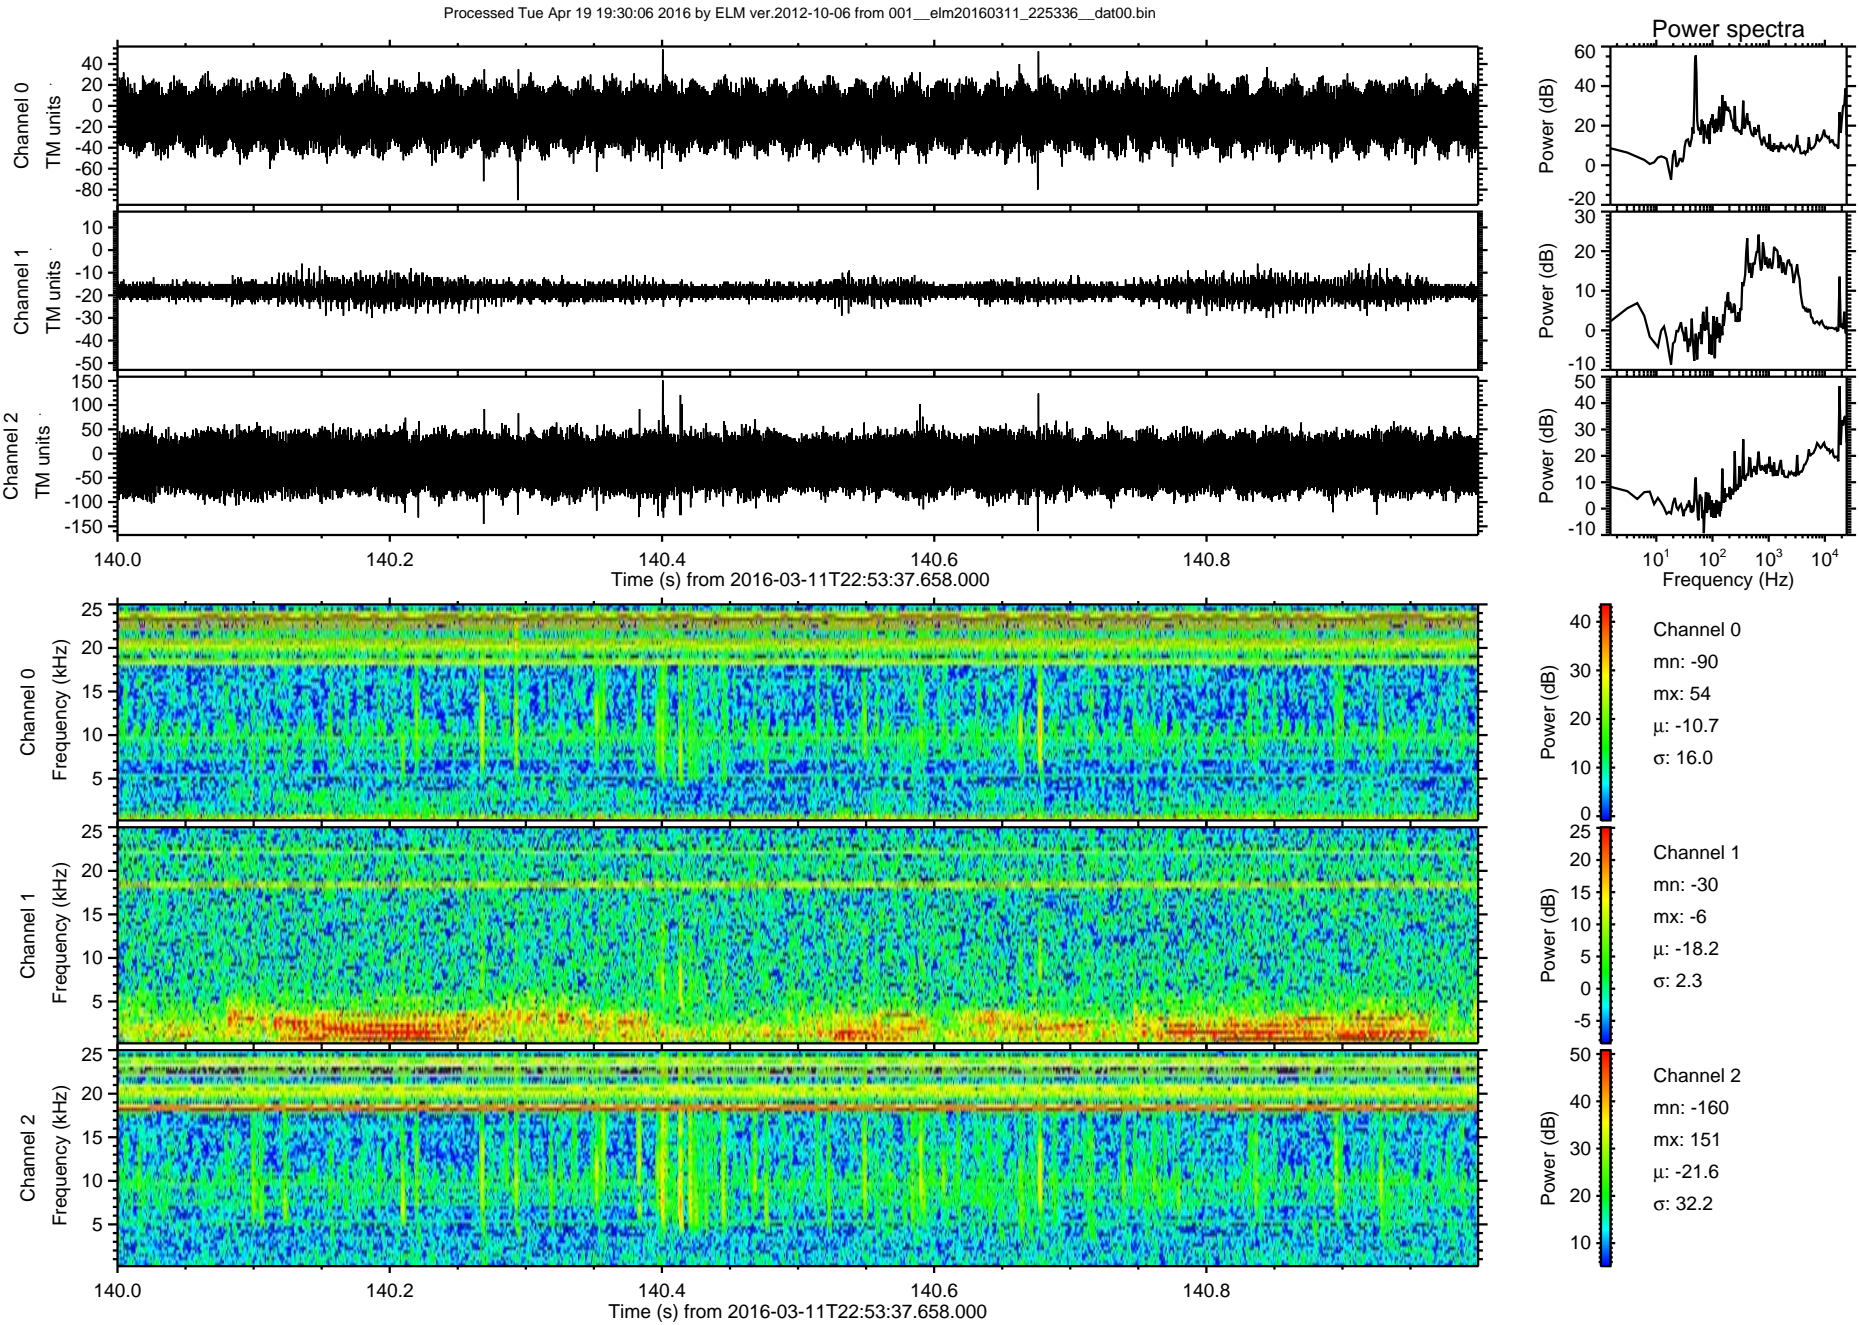 Processed Tue Apr 19 19:30:06 2016 by ELM ver.2012-10-06 from 001__elm20160311_225336__dat00.bin
Power spectra
Channel 0
TM units
40
20
0
-20
-40
-60
-80
Power (dB)
60
40
20
0
-20
Channel 1
TM units
10
0
-10
-20
-30
-40
-50
Power (dB)
30
20
10
0
-10
Channel 2
TM units
150
100
50
0
-50
-100
-150
Power (dB)
50
40
30
20
10
0
-10
140.0 140.2 140.4 140.6 140.8
Time (s) from 2016-03-11T22:53:37.658.000
10^1 10^2 10^3 10^4
Frequency (Hz)
Channel 0
Frequency (kHz)
25
20
15
10
5
Power (dB)
40
30
20
10
0
Channel 0
mn: -90
mx: 54
µ: -10.7
σ: 16.0
Channel 1
Frequency (kHz)
25
20
15
10
5
Power (dB)
25
20
15
10
5
0
-5
Channel 1
mn: -30
mx: -6
µ: -18.2
σ: 2.3
Channel 2
Frequency (kHz)
25
20
15
10
5
Power (dB)
50
40
30
20
10
Channel 2
mn: -160
mx: 151
µ: -21.6
σ: 32.2
140.0 140.2 140.4 140.6 140.8
Time (s) from 2016-03-11T22:53:37.658.000